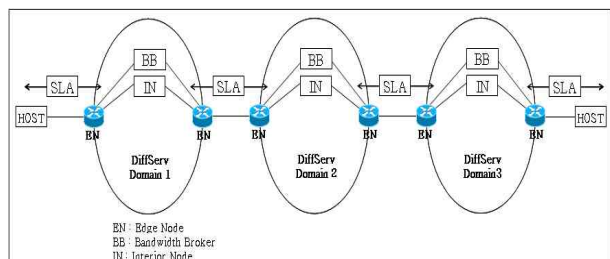 BB BB BB
SLA SLA SLA SLA
IN IN IN
HOST HOST
EN EN EN EN EN EN
DiffServ DiffServ DiffServ
Domain 1 Domain 2 Domain3
EN : Edge Node
BB : Bandwidth Broker
IN : Interior Node